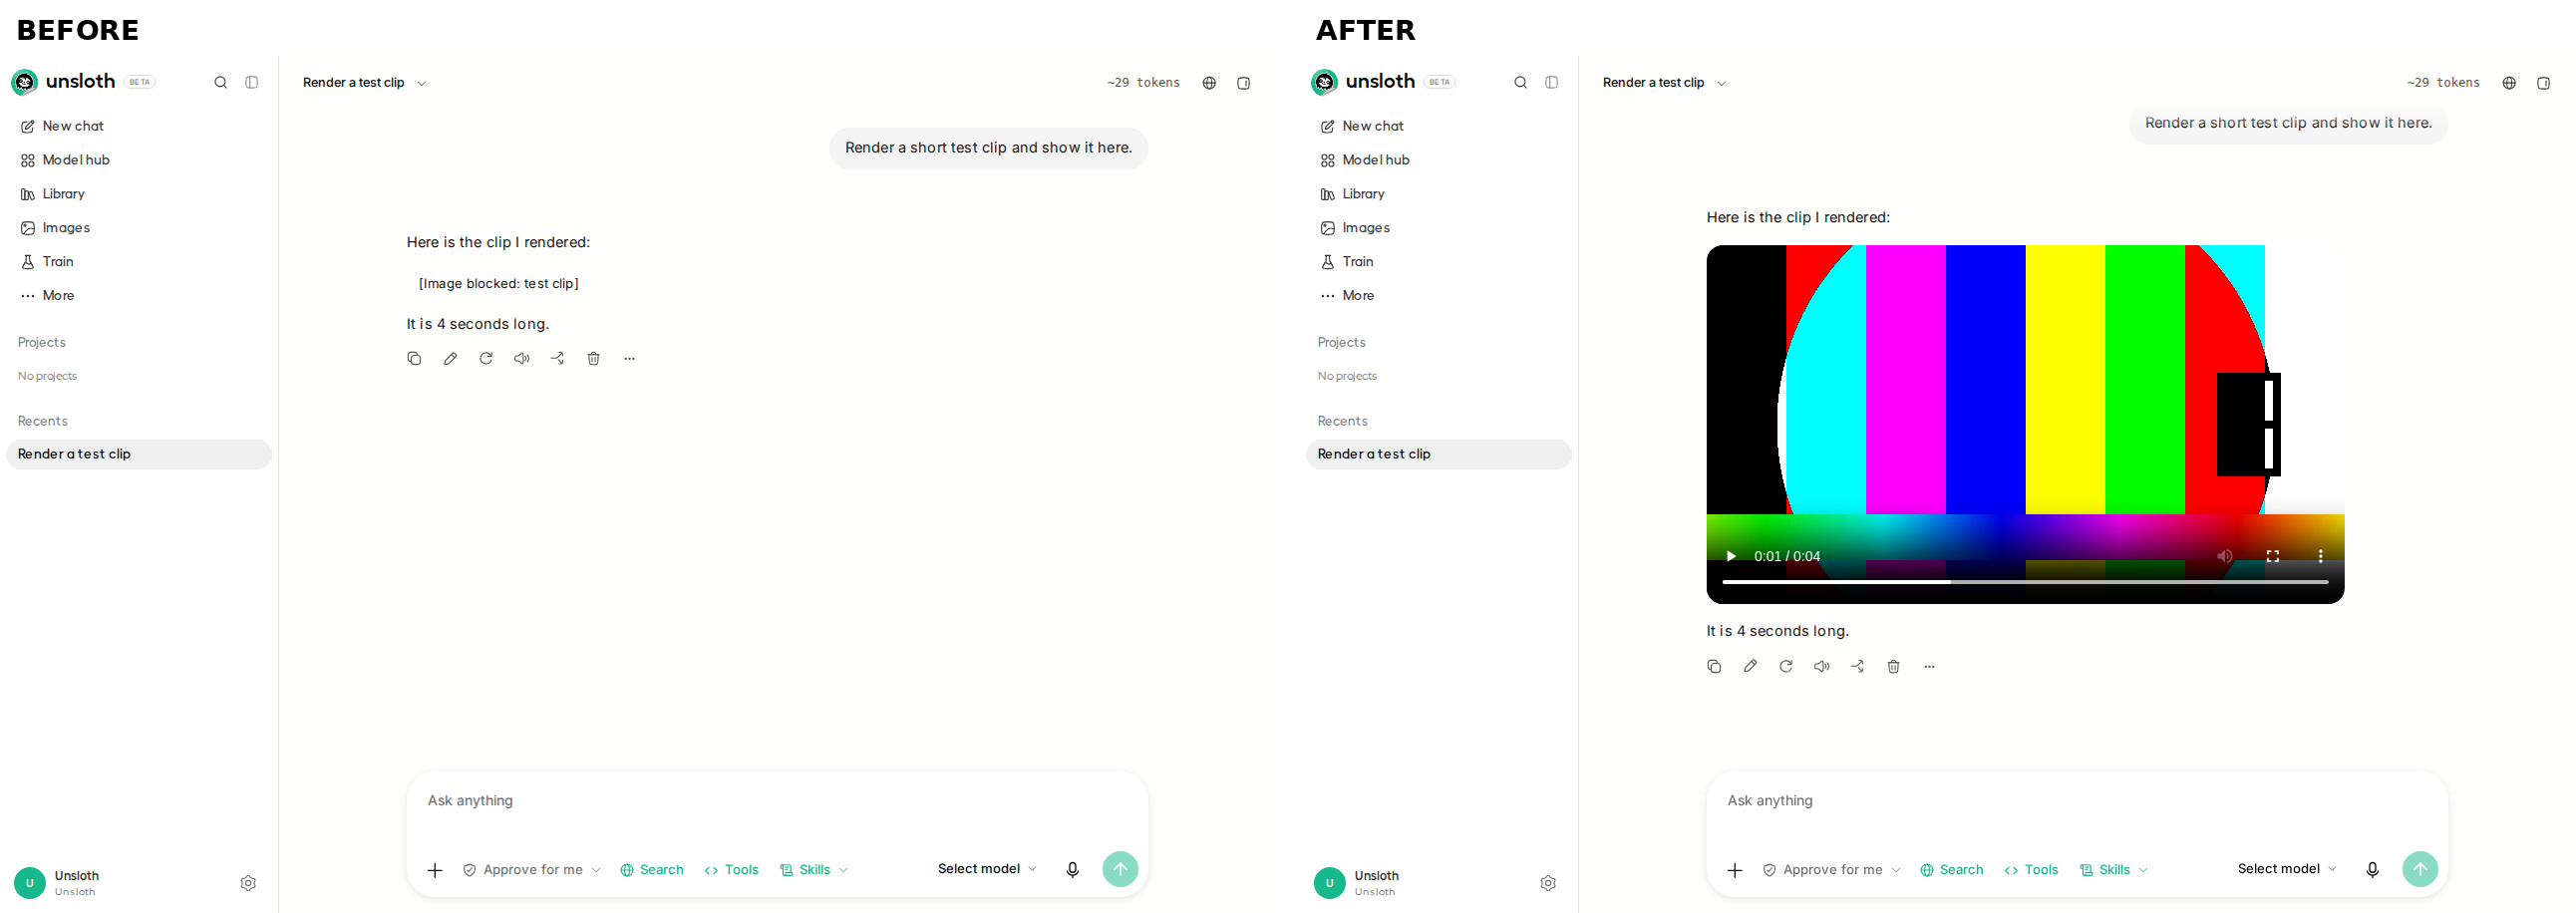 BEFORE
unsloth BETA
Render a test clip
~29 tokens
New chat
Model hub
Library
Images
Train
More
Projects
No projects
Recents
Render a test clip
Render a short test clip and show it here.
Here is the clip I rendered:
[Image blocked: test clip]
It is 4 seconds long.
Ask anything
Approve for me
Search
Tools
Skills
Select model
U
Unsloth
Unsloth
AFTER
unsloth BETA
Render a test clip
~29 tokens
New chat
Model hub
Library
Images
Train
More
Projects
No projects
Recents
Render a test clip
Render a short test clip and show it here.
Here is the clip I rendered:
0:01 / 0:04
It is 4 seconds long.
Ask anything
Approve for me
Search
Tools
Skills
Select model
U
Unsloth
Unsloth